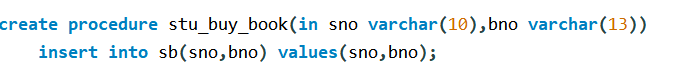 create procedure stu_buy_book(in sno varchar(10),bno varchar(13))
insert into sb(sno,bno) values(sno,bno);